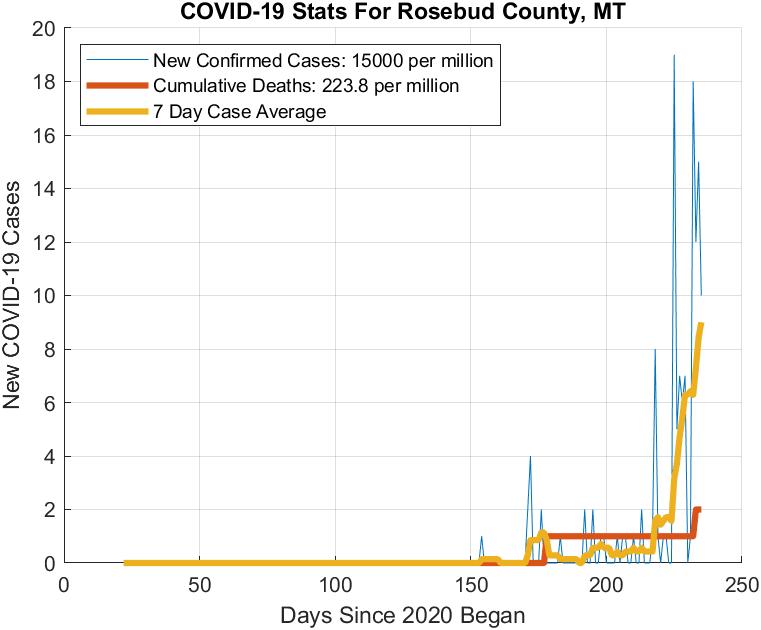 COVID-19 Stats For Rosebud County, MT
New Confirmed Cases: 15000 per million
Cumulative Deaths: 223.8 per million
7 Day Case Average
New COVID-19 Cases
20
18
16
14
12
10
8
6
4
2
0
0 50 100 150 200 250
Days Since 2020 Began